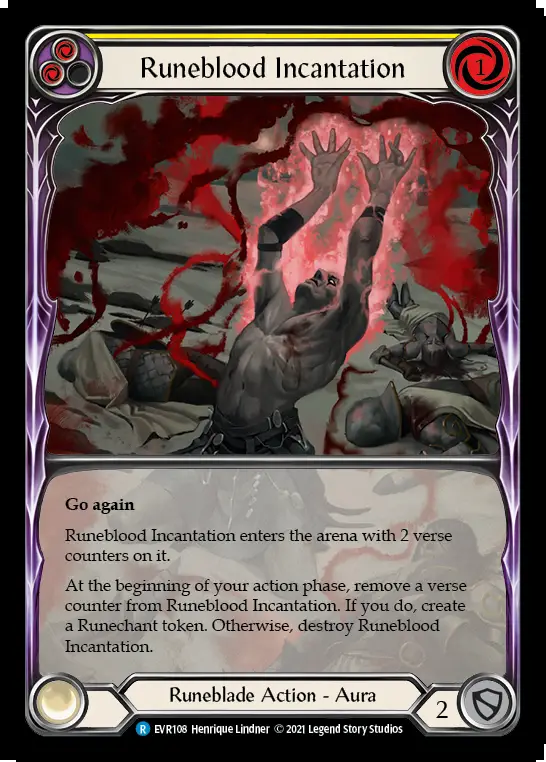 Runeblood Incantation
1
Go again
Runeblood Incantation enters the arena with 2 verse
counters on it.
At the beginning of your action phase, remove a verse
counter from Runeblood Incantation. If you do, create
a Runechant token. Otherwise, destroy Runeblood
Incantation.
Runeblade Action - Aura
2
R EVR108 Henrique Lindner © 2021 Legend Story Studios